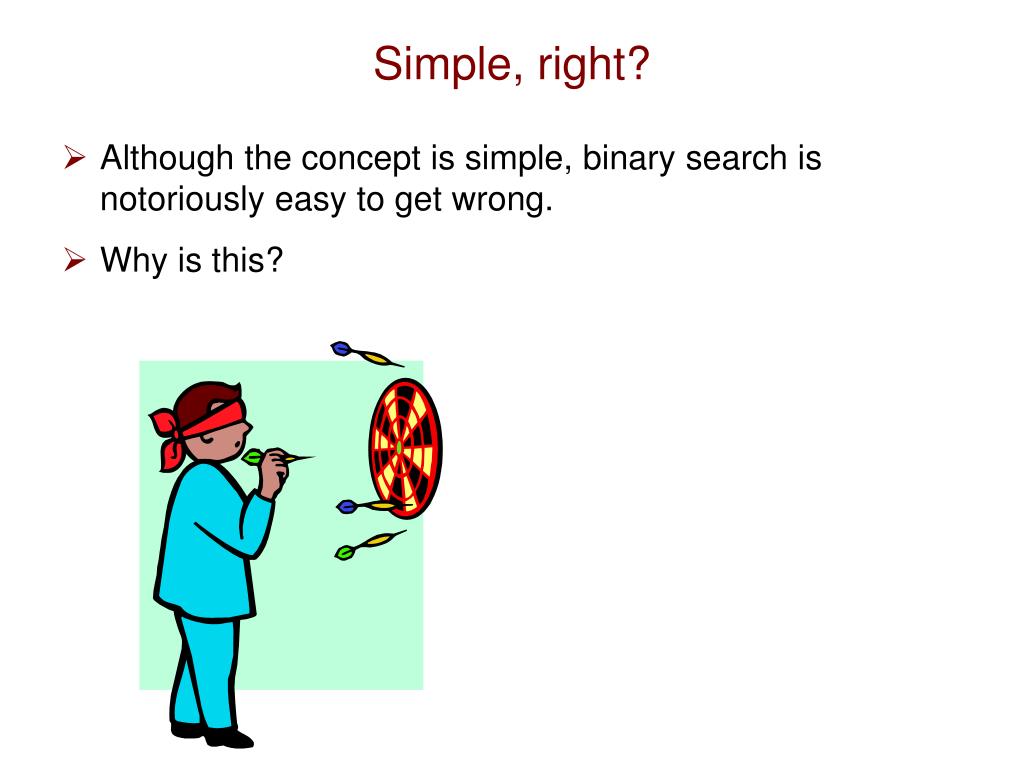 Simple, right?
Although the concept is simple, binary search is
notoriously easy to get wrong.
Why is this?